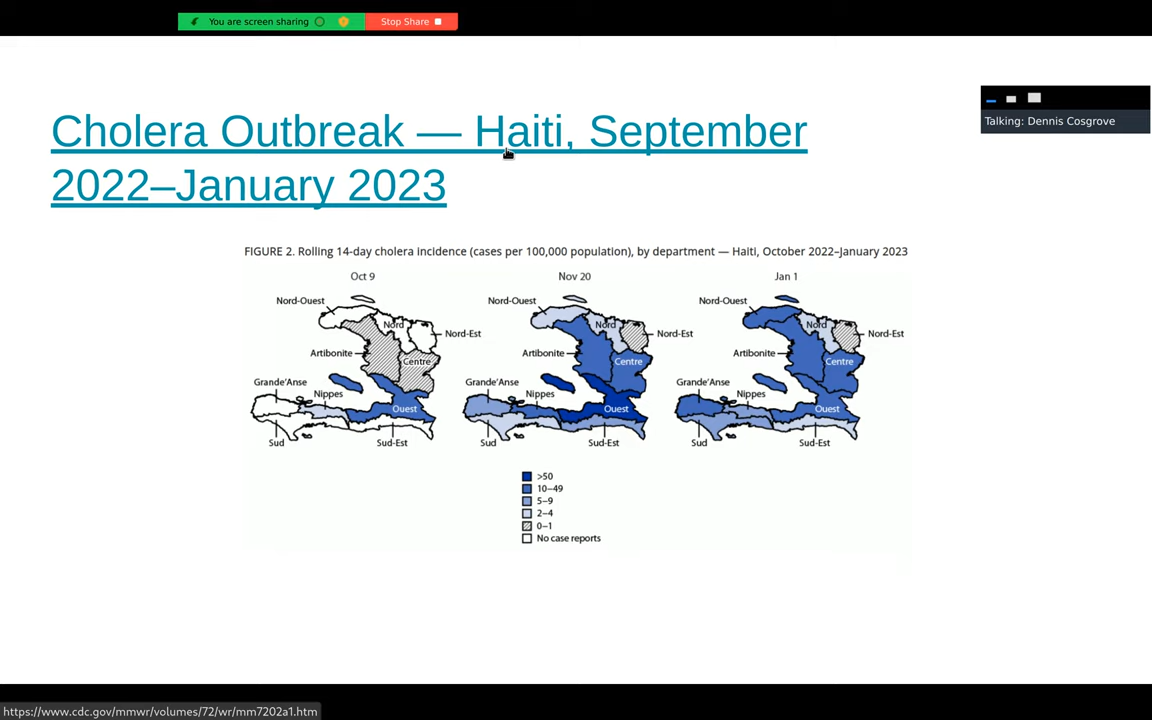 You are screen sharing
Stop Share
Talking: Dennis Cosgrove
Cholera Outbreak — Haiti, September
2022–January 2023
FIGURE 2. Rolling 14-day cholera incidence (cases per 100,000 population), by department — Haiti, October 2022–January 2023
Oct 9
Nord-Ouest
Nord
Nord-Est
Artibonite
Centre
Grande'Anse
Nippes
Ouest
Sud
Sud-Est
Nov 20
Nord-Ouest
Nord
Nord-Est
Artibonite
Centre
Grande'Anse
Nippes
Ouest
Sud
Sud-Est
Jan 1
Nord-Ouest
Nord
Nord-Est
Artibonite
Centre
Grande'Anse
Nippes
Ouest
Sud
Sud-Est
>50
10–49
5–9
2–4
0–1
No case reports
https://www.cdc.gov/mmwr/volumes/72/wr/mm7202a1.htm